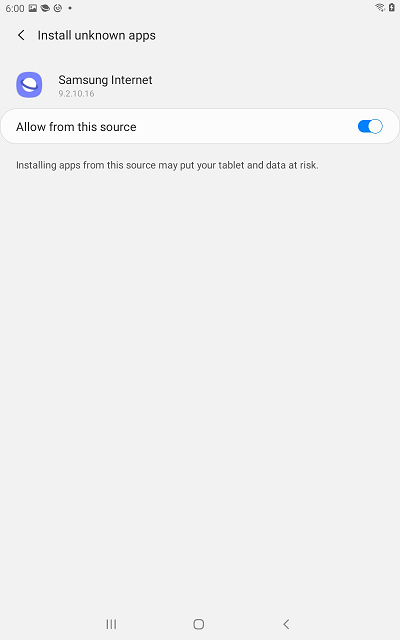 6:00
Install unknown apps
Samsung Internet
9.2.10.16
Allow from this source
Installing apps from this source may put your tablet and data at risk.